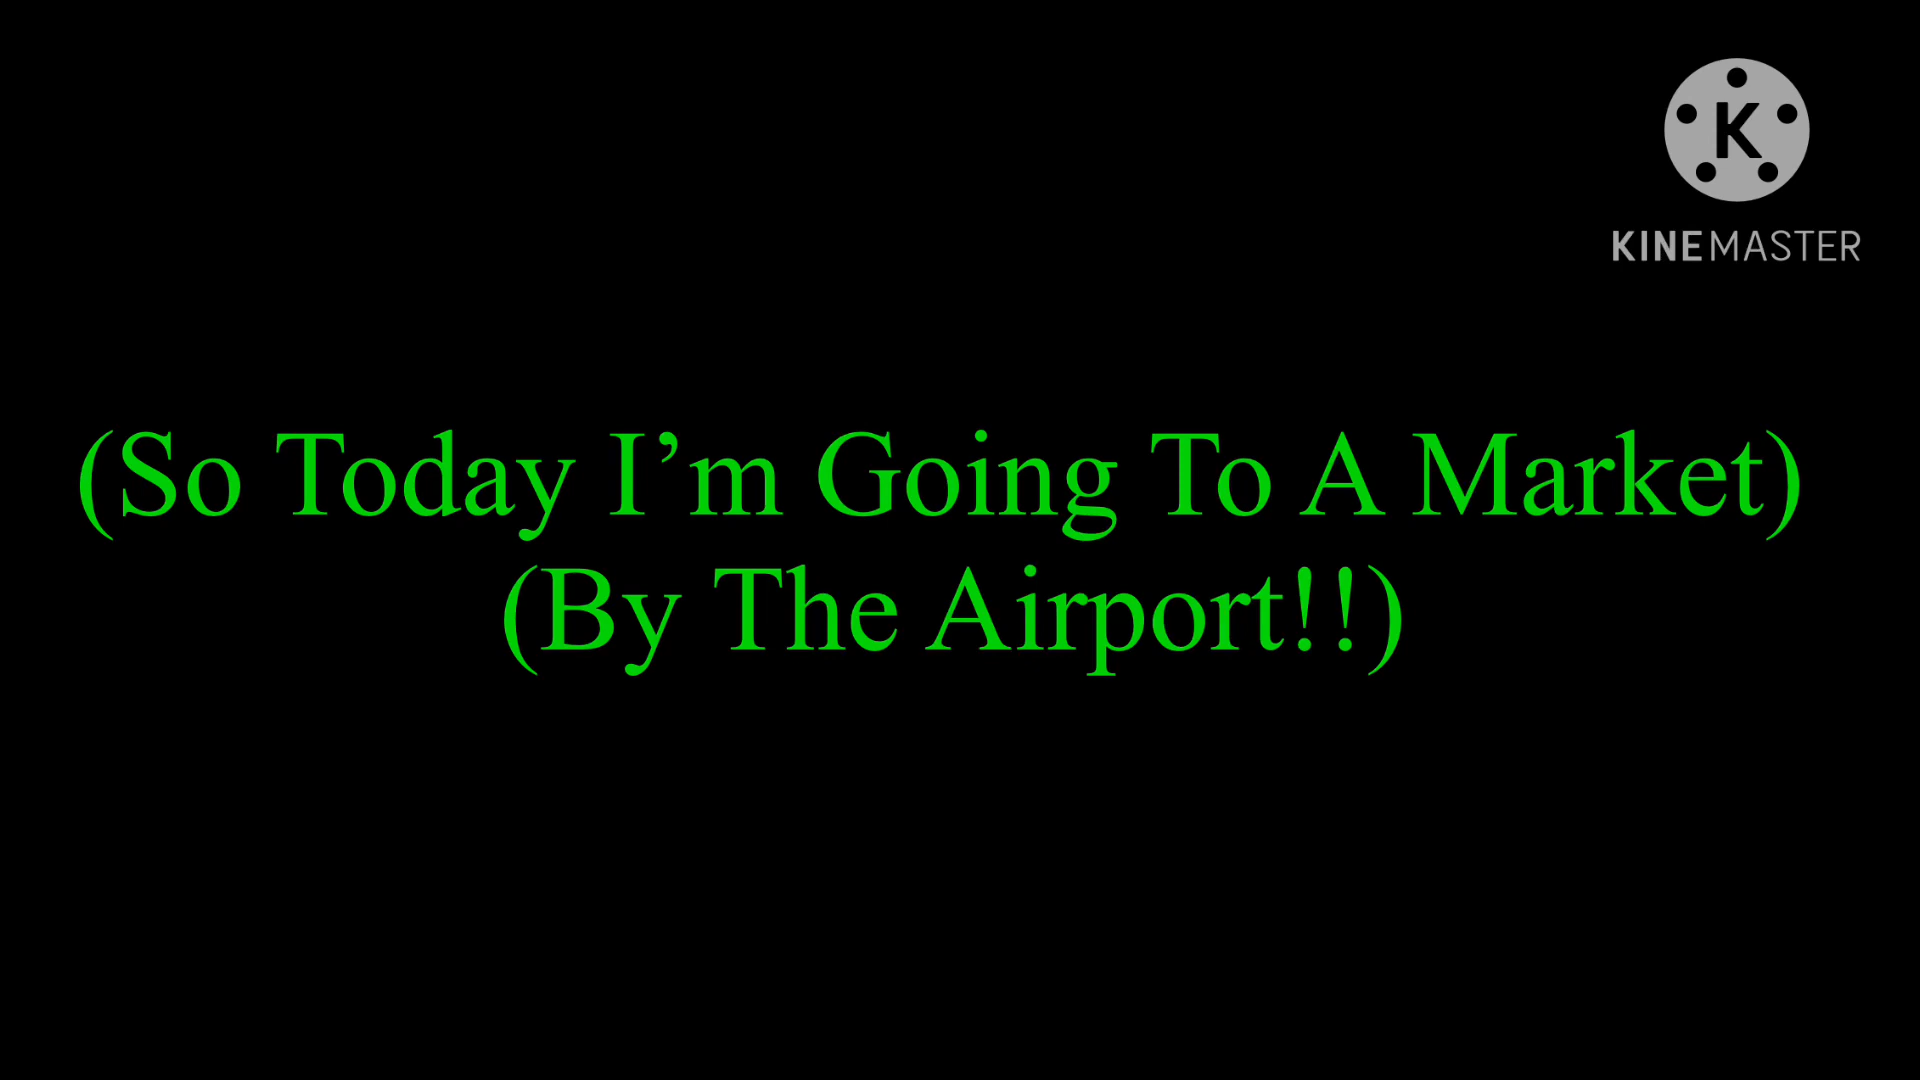 K
KINEMASTER
(So Today I’m Going To A Market)
(By The Airport!!)